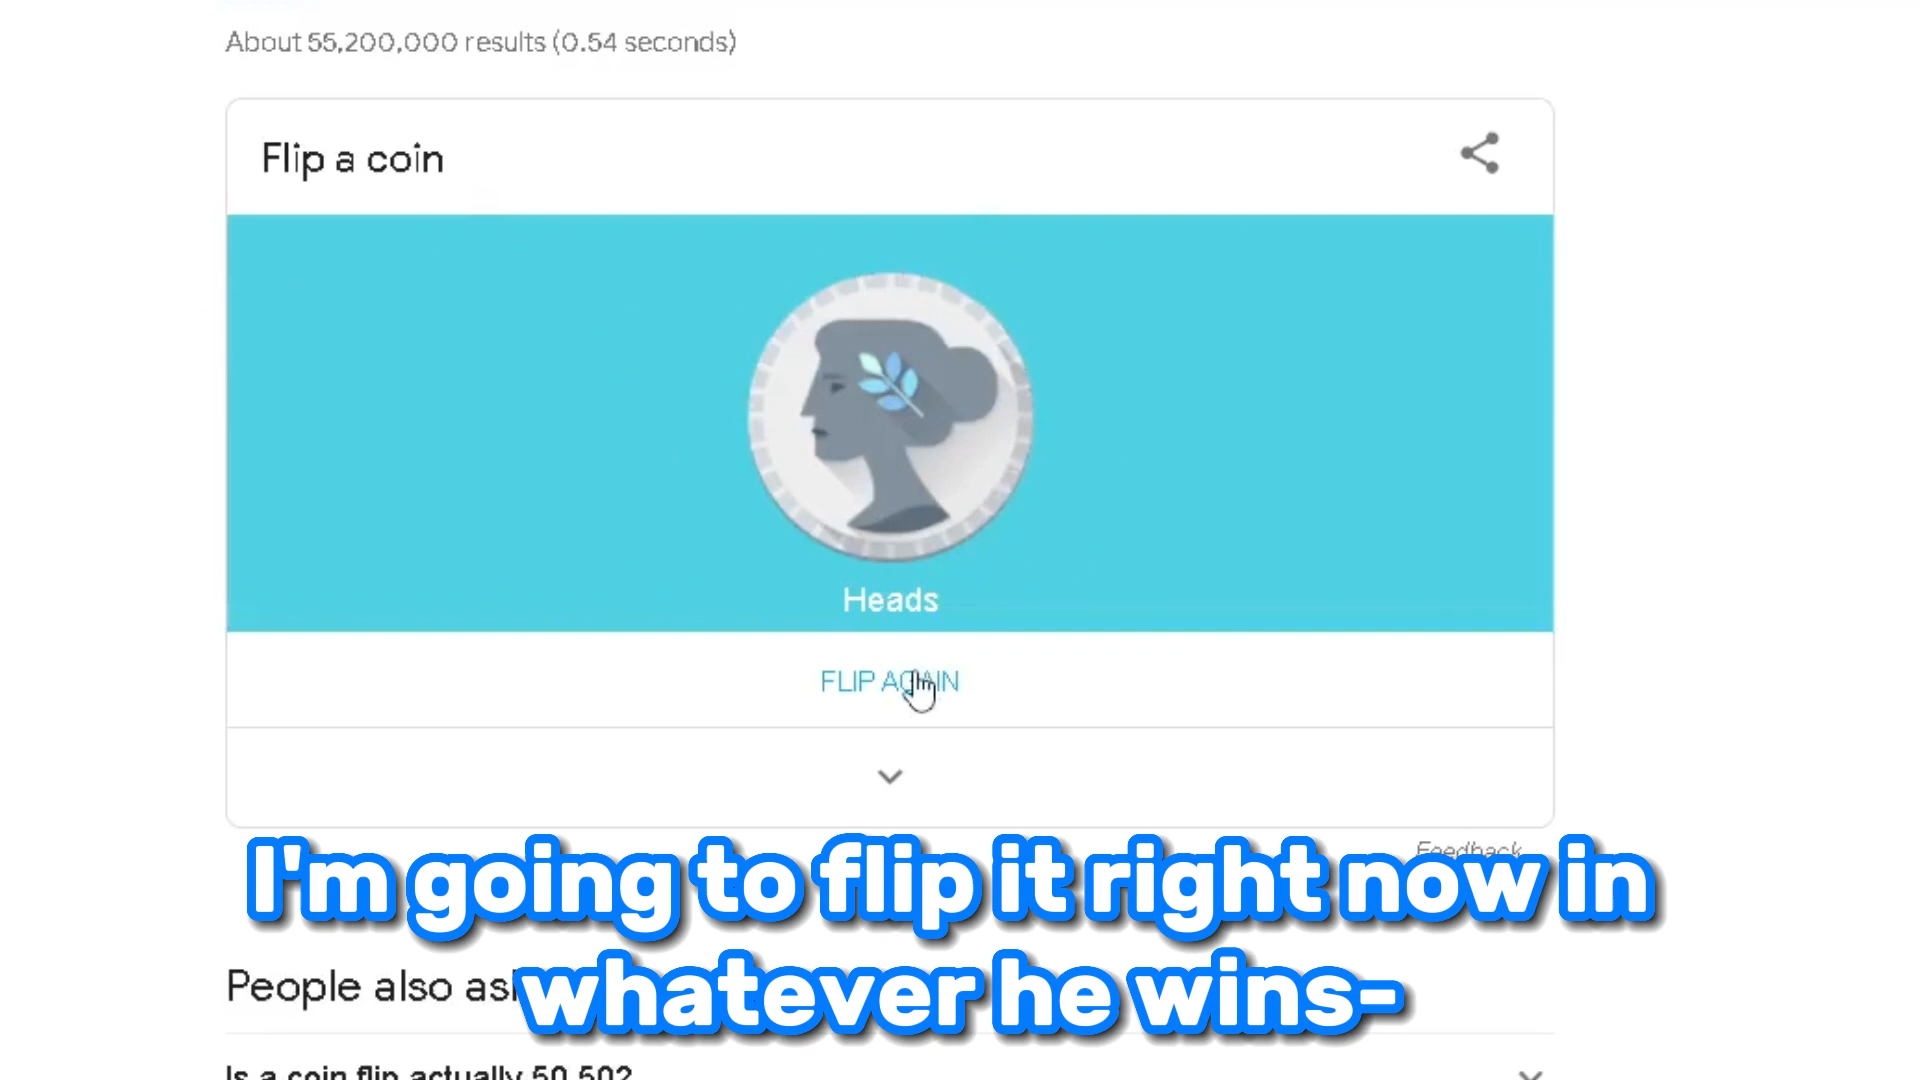 About 55,200,000 results (0.54 seconds)
Flip a coin
Heads
FLIP AGAIN
Feedback
I'm going to flip it right now in
whatever he wins-
People also ask
Is a coin flip actually 50 50?